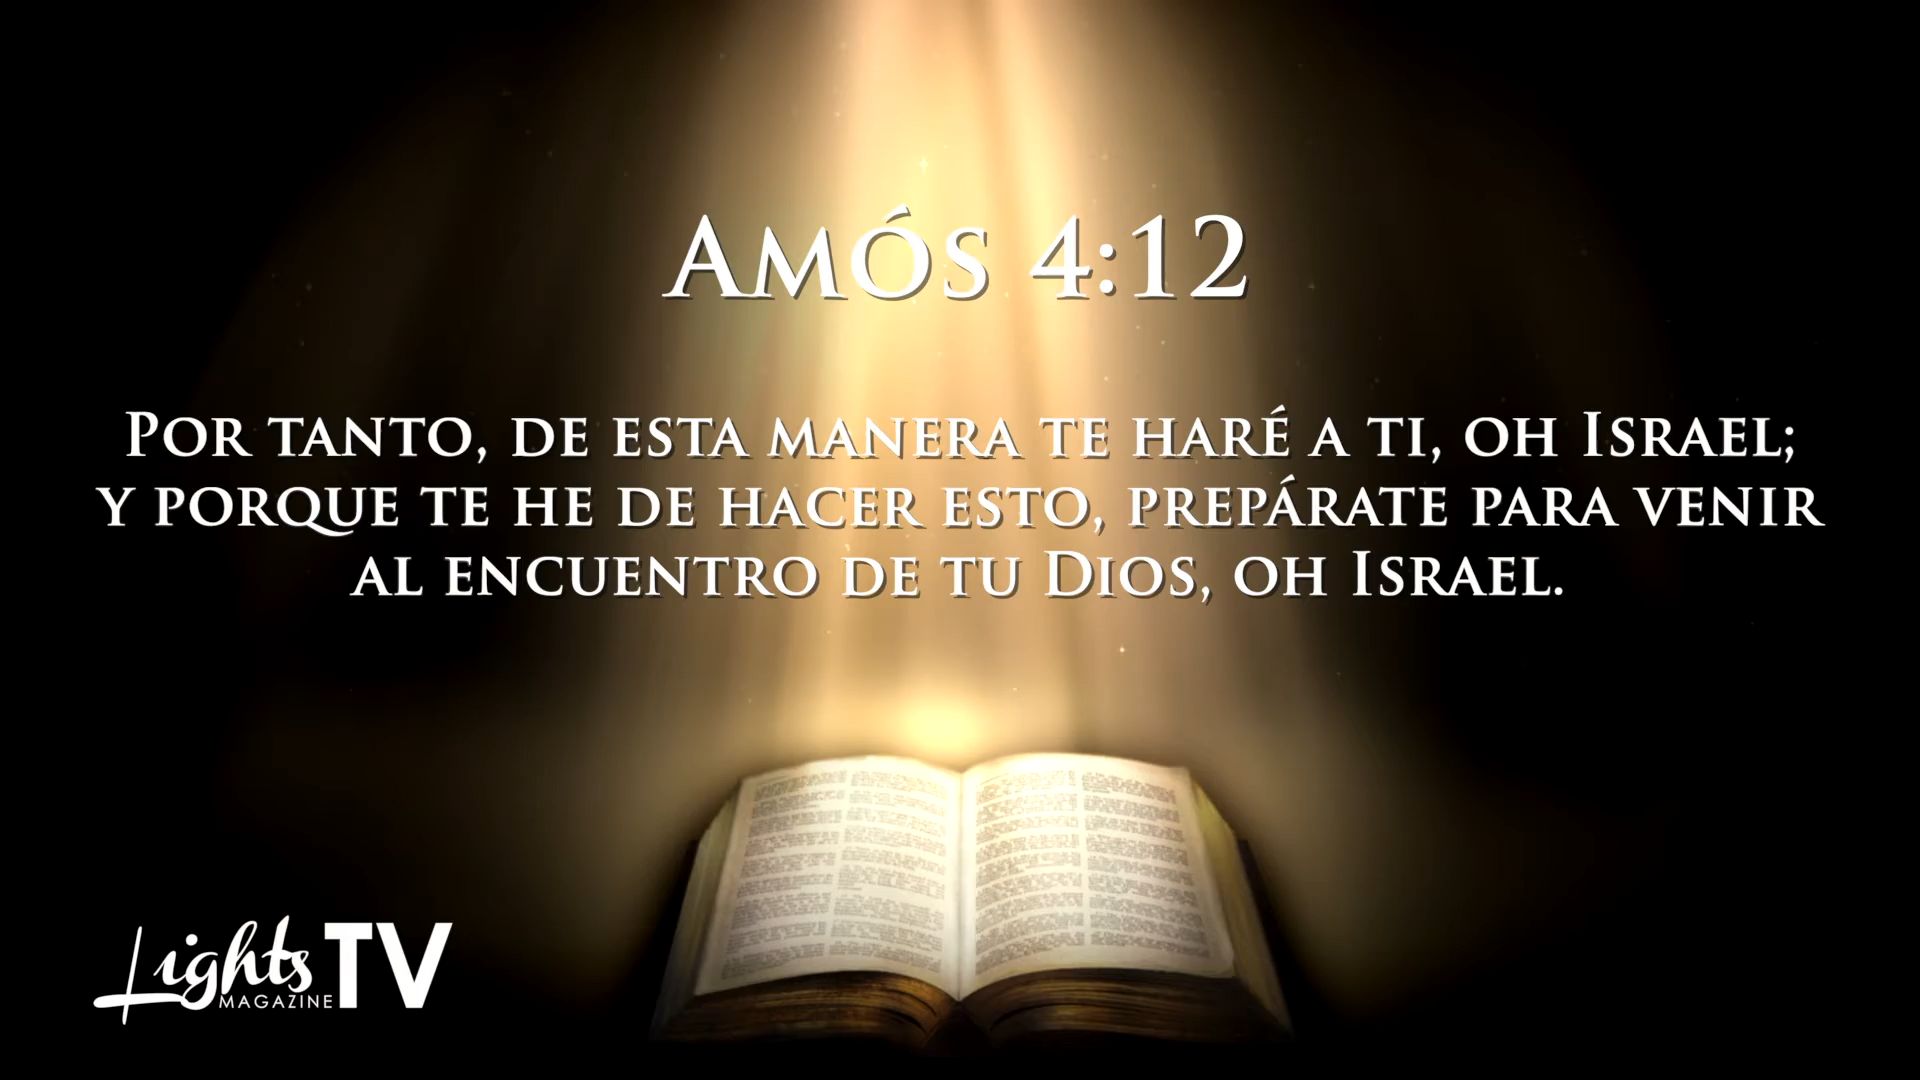 Amós 4:12
Por tanto, de esta manera te haré a ti, oh Israel;
y porque te he de hacer esto, prepárate para venir
al encuentro de tu Dios, oh Israel.
Lights TV
MAGAZINE